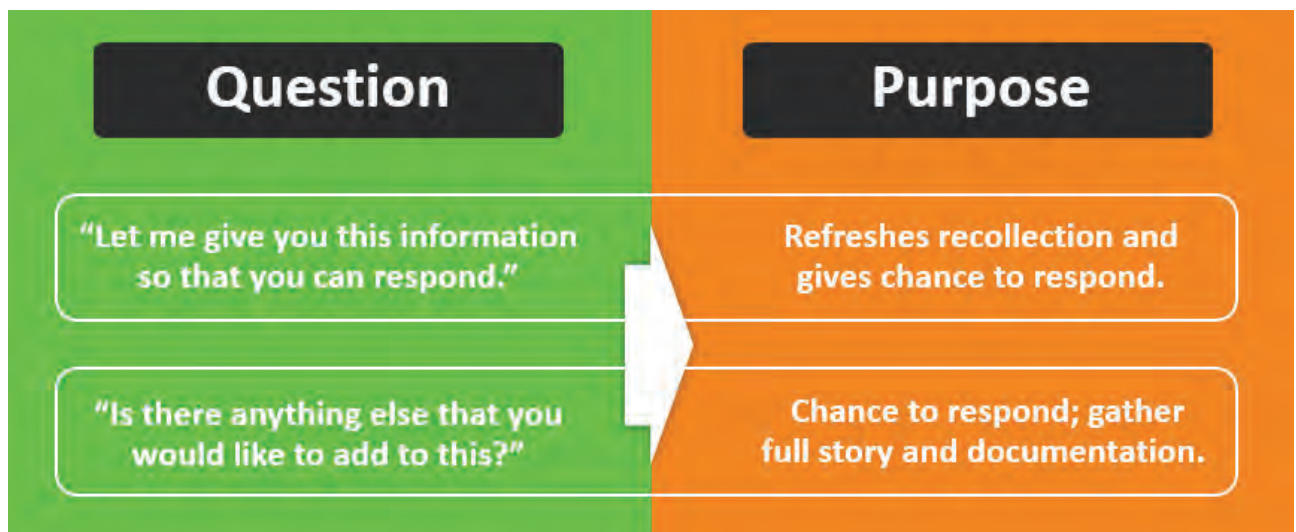 Question
Purpose
“Let me give you this information
so that you can respond.”
Refreshes recollection and
gives chance to respond.
“Is there anything else that you
would like to add to this?”
Chance to respond; gather
full story and documentation.